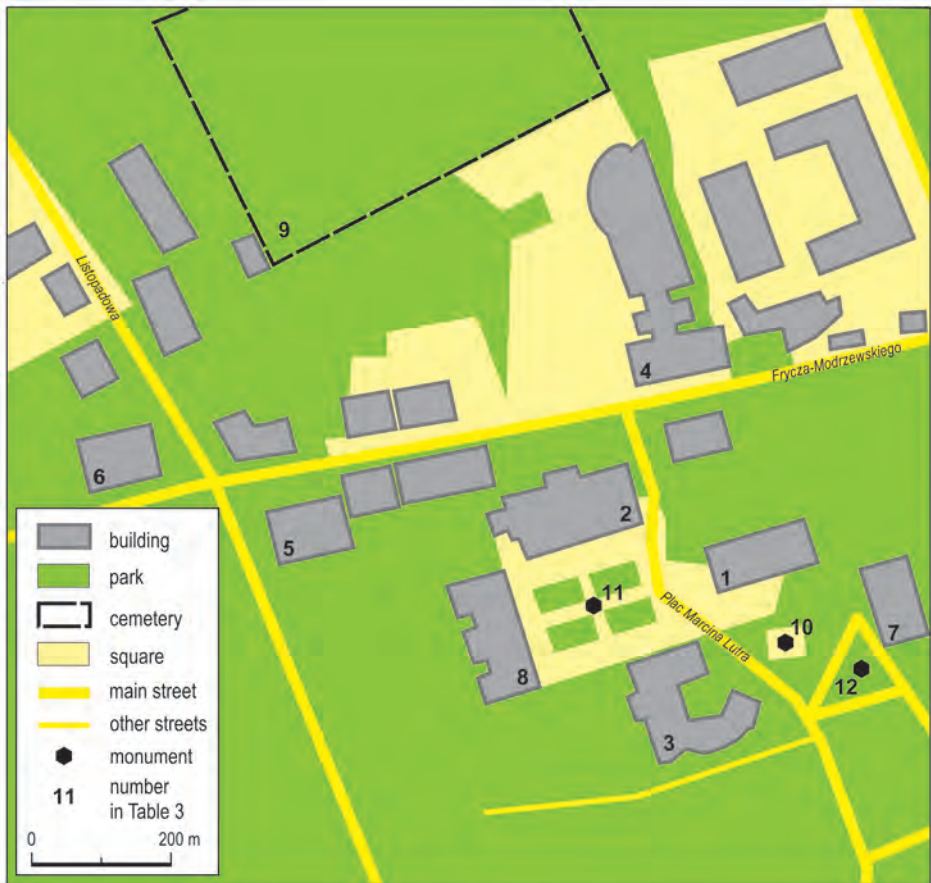 9
Listopadowa
4
Frycza-Modrzewskiego
6
5
2
1
11
Plac Marcina Lutra
10
7
8
12
3
building
park
cemetery
square
main street
other streets
monument
11 number
in Table 3
0 200 m